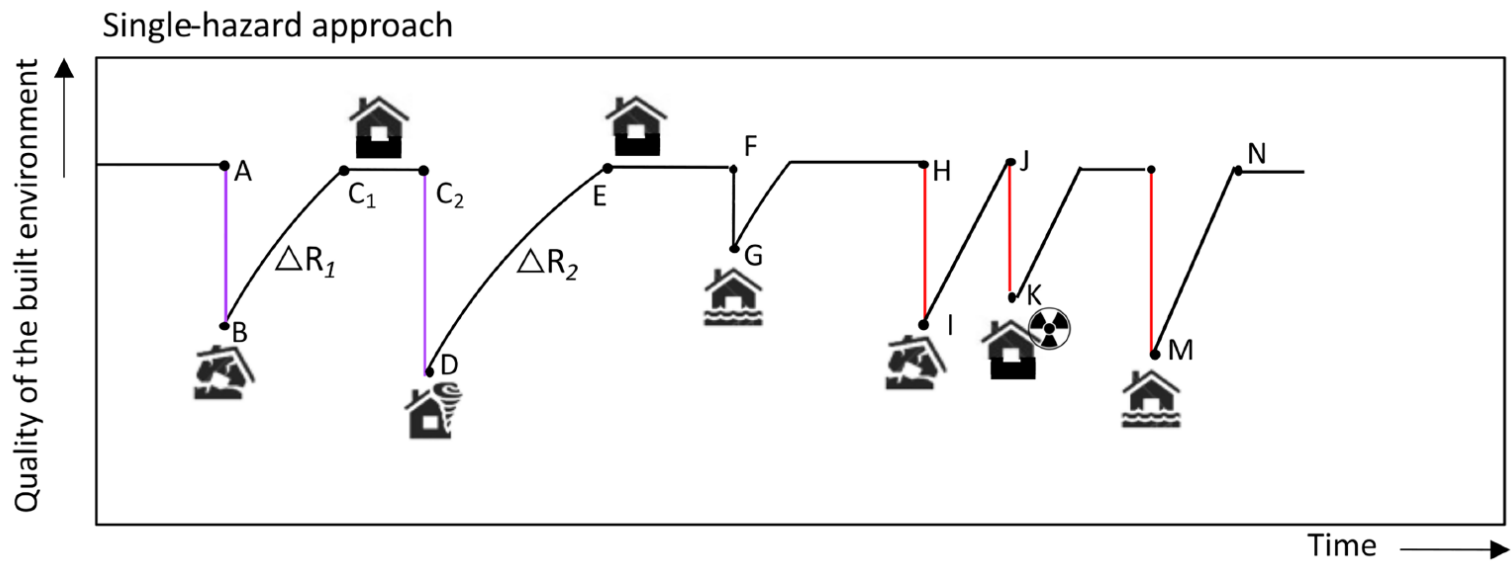 Single-hazard approach
Quality of the built environment
A
B
C1
C2
△R1
D
E
△R2
F
G
H
I
J
K
M
N
Time